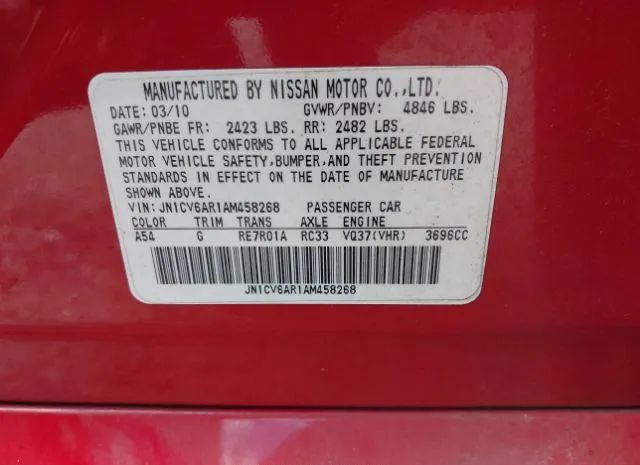 MANUFACTURED BY NISSAN MOTOR CO.,LTD.
DATE: 03/10 GVWR/PNBV: 4846 LBS.
GAWR/PNBE FR: 2423 LBS. RR: 2482 LBS.
THIS VEHICLE CONFORMS TO ALL APPLICABLE FEDERAL
MOTOR VEHICLE SAFETY,BUMPER,AND THEFT PREVENTION
STANDARDS IN EFFECT ON THE DATE OF MANUFACTURE
SHOWN ABOVE.
VIN:JN1CV6AR1AM458268 PASSENGER CAR
COLOR TRIM TRANS AXLE ENGINE
A54 G RE7R01A RC33 VQ37(VHR) 3696CC
JN1CV6AR1AM458268